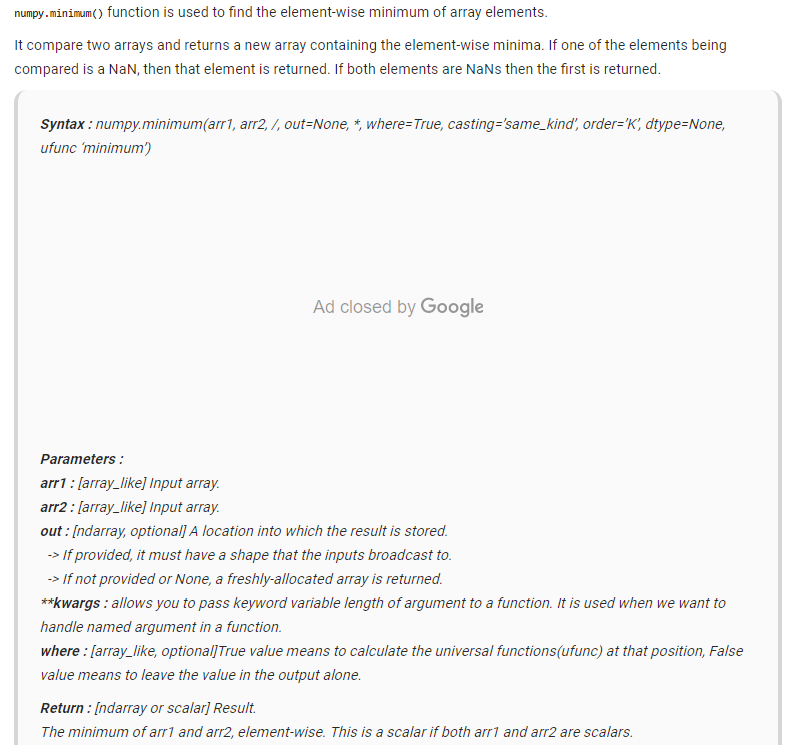 numpy.minimum() function is used to find the element-wise minimum of array elements.
It compare two arrays and returns a new array containing the element-wise minima. If one of the elements being
compared is a NaN, then that element is returned. If both elements are NaNs then the first is returned.
Syntax : numpy.minimum(arr1, arr2, /, out=None, *, where=True, casting=’same_kind’, order=’K’, dtype=None,
ufunc ‘minimum’)
Ad closed by Google
Parameters :
arr1 : [array_like] Input array.
arr2 : [array_like] Input array.
out : [ndarray, optional] A location into which the result is stored.
-> If provided, it must have a shape that the inputs broadcast to.
-> If not provided or None, a freshly-allocated array is returned.
**kwargs : allows you to pass keyword variable length of argument to a function. It is used when we want to
handle named argument in a function.
where : [array_like, optional]True value means to calculate the universal functions(ufunc) at that position, False
value means to leave the value in the output alone.
Return : [ndarray or scalar] Result.
The minimum of arr1 and arr2, element-wise. This is a scalar if both arr1 and arr2 are scalars.